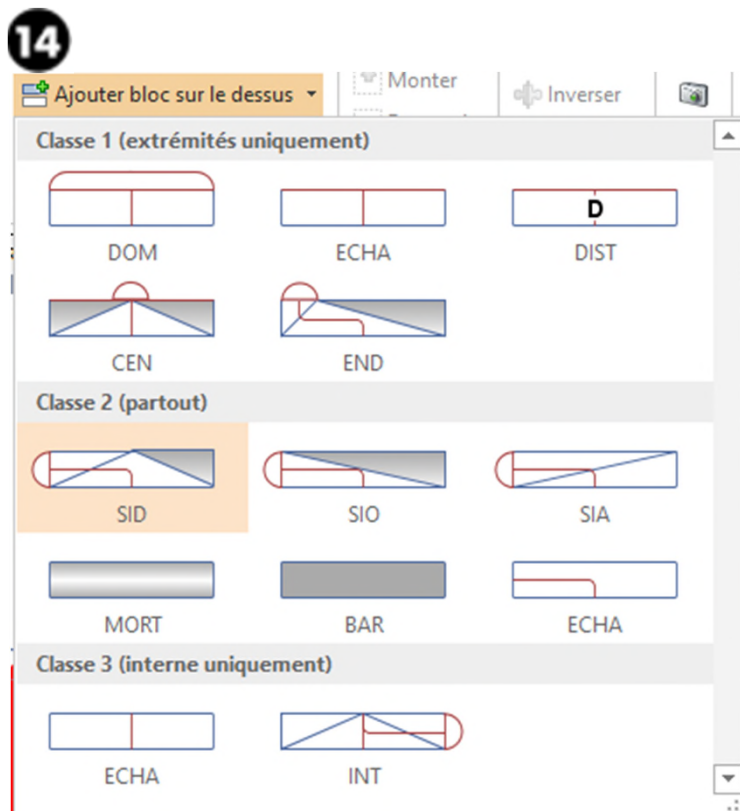 14
Ajouter bloc sur le dessus
Monter
Inverser
Classe 1 (extrémités uniquement)
DOM ECHA DIST
D
CEN END
Classe 2 (partout)
SID SIO SIA
MORT BAR ECHA
Classe 3 (interne uniquement)
ECHA INT